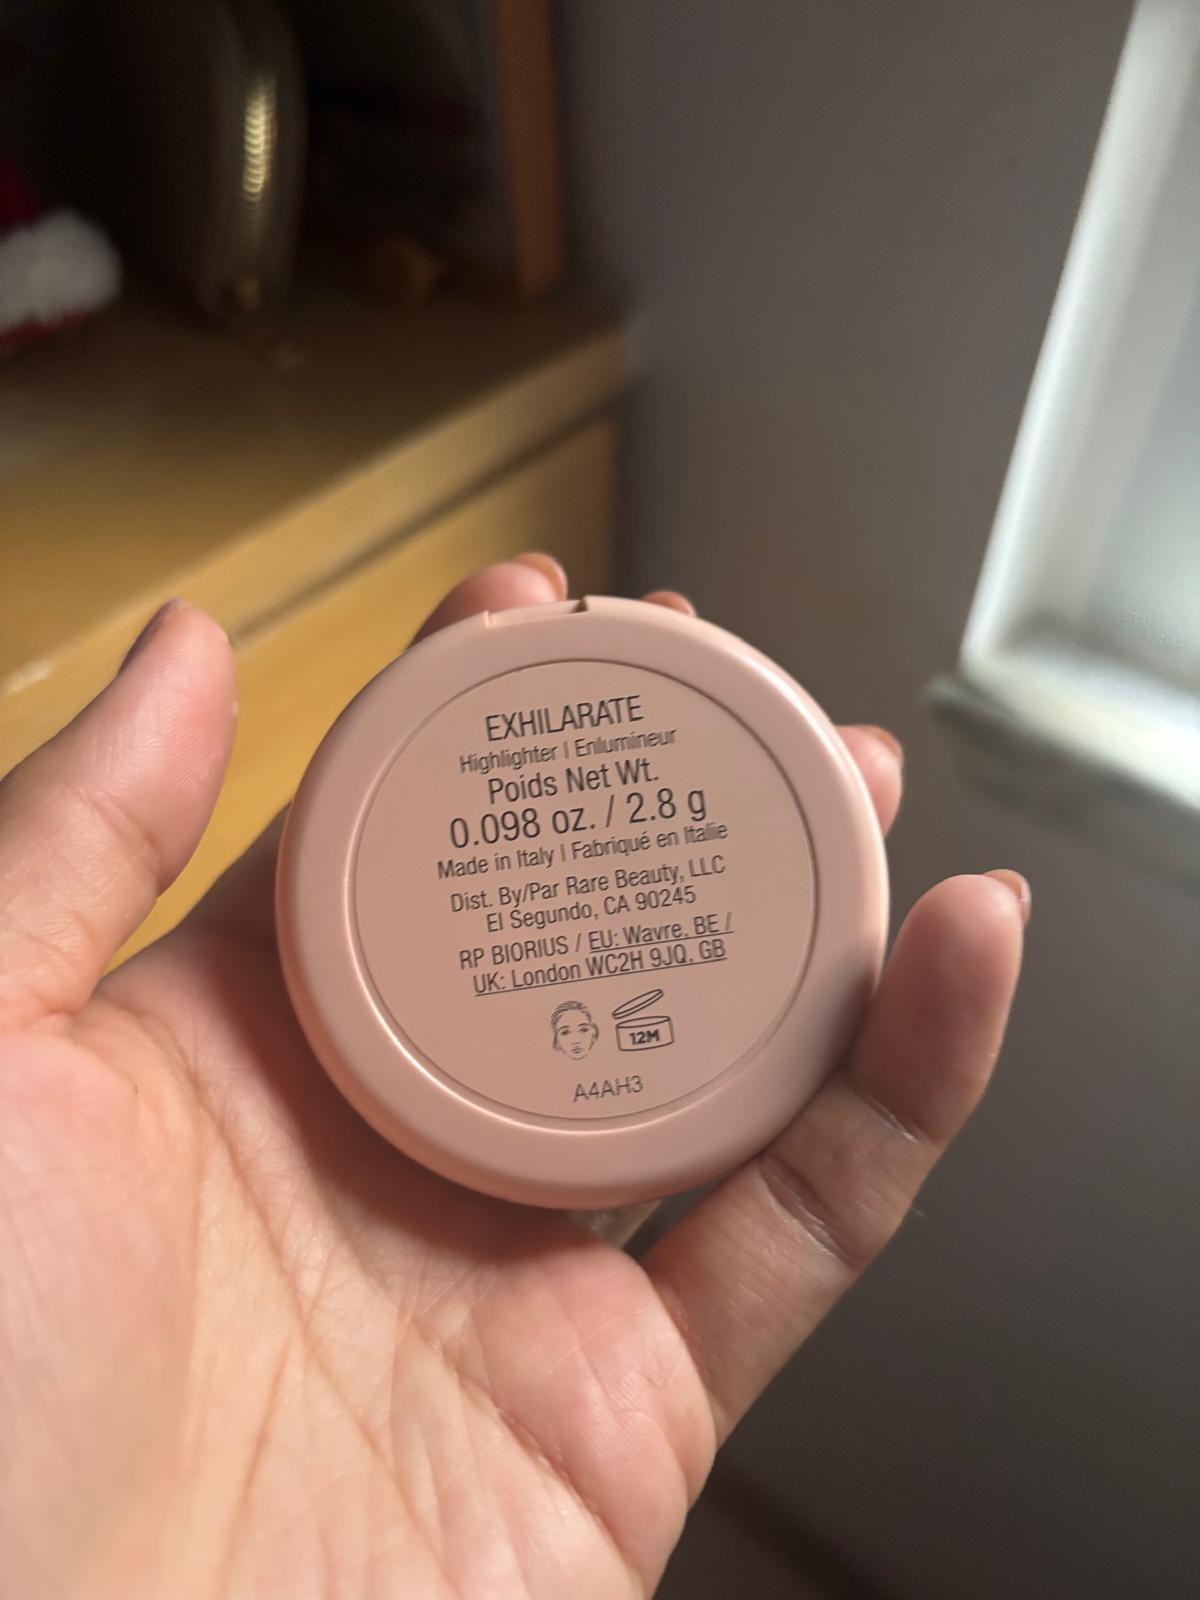 EXHILARATE
Highlighter | Enlumineur
Poids Net Wt.
0.098 oz. / 2.8 g
Made in Italy | Fabriqué en Italie
Dist. By/Par Rare Beauty, LLC
El Segundo, CA 90245
RP BIORIUS / EU: Wavre, BE /
UK: London WC2H 9JQ, GB
12M
A4AH3